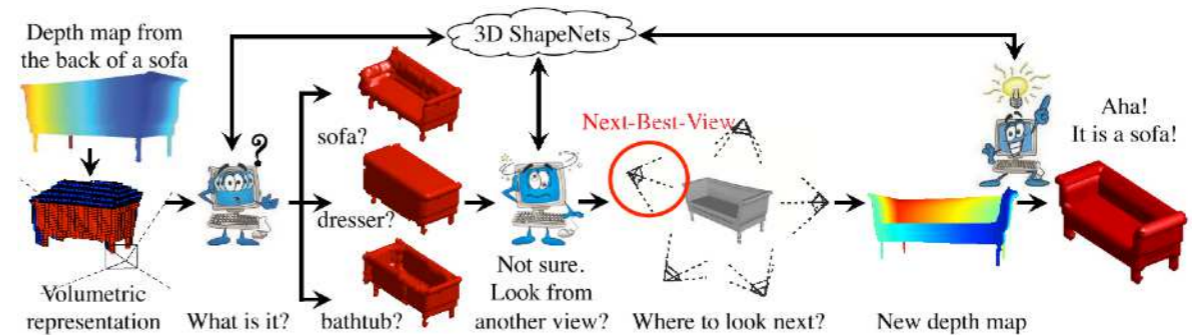 Depth map from
the back of a sofa
3D ShapeNets
?
sofa?
dresser?
bathtub?
Next-Best-View
Aha!
It is a sofa!
Volumetric
representation
What is it?
Not sure.
Look from
another view?
Where to look next?
New depth map